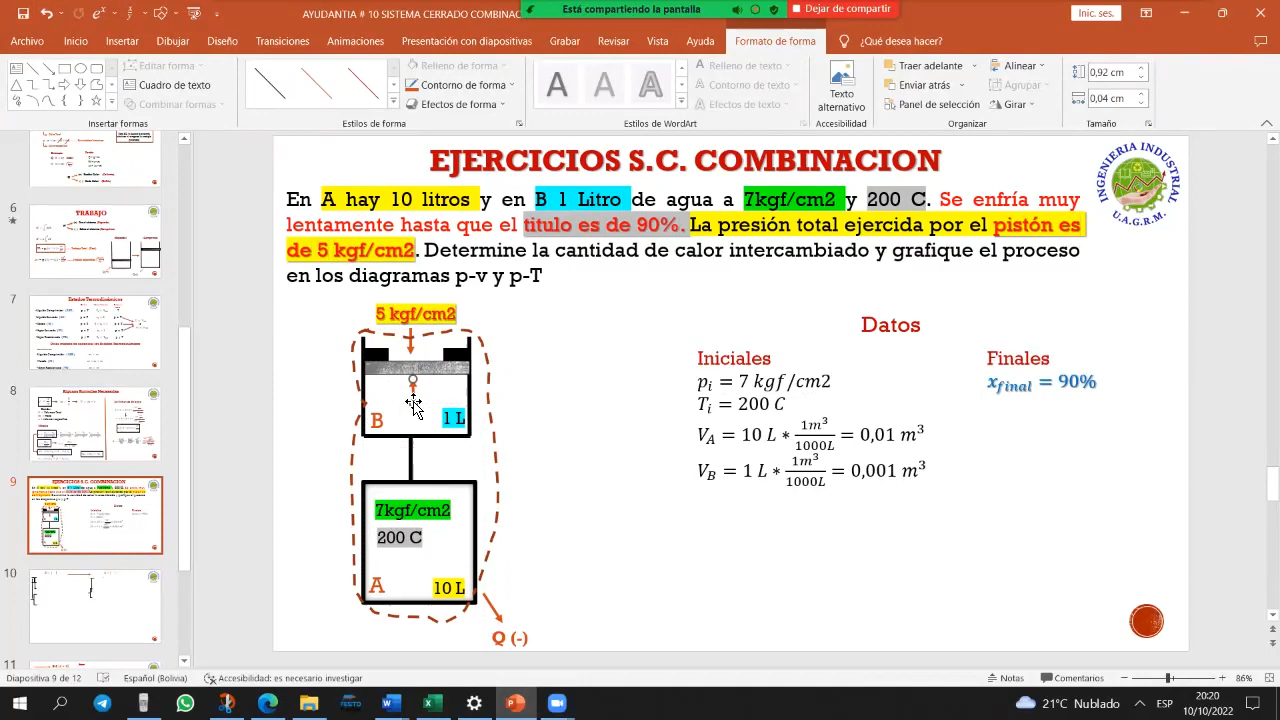 AYUDANTIA # 10 SISTEMA CERRADO COMBINAC
Está compartiendo la pantalla
Dejar de compartir
Inic. ses.
Archivo Inicio Insertar Dibujar Diseño Transiciones Animaciones Presentación con diapositivas Grabar Revisar Vista Ayuda Formato de forma ¿Qué desea hacer?
Editar forma
Cuadro de texto
Combinar formas
Insertar formas
Relleno de forma
Contorno de forma
Efectos de forma
Estilos de forma
Relleno de texto
Contorno de texto
Efectos de texto
Estilos de WordArt
Texto alternativo
Accesibilidad
Traer adelante
Enviar atrás
Panel de selección
Alinear
Agrupar
Girar
Organizar
0,92 cm
0,04 cm
Tamaño
TRABAJO
9
10
11
EJERCICIOS S.C. COMBINACION
INGENIERIA INDUSTRIAL
U.A.G.R.M.
En A hay 10 litros y en B 1 Litro de agua a 7kgf/cm2 y 200 C. Se enfría muy
lentamente hasta que el titulo es de 90%. La presión total ejercida por el pistón es
de 5 kgf/cm2. Determine la cantidad de calor intercambiado y grafique el proceso
en los diagramas p-v y p-T
5 kgf/cm2
B
1 L
7kgf/cm2
200 C
A
10 L
Q (-)
Datos
Iniciales
p_i = 7 kgf/cm2
T_i = 200 C
V_A = 10 L * 1m³/1000L = 0,01 m³
V_B = 1 L * 1m³/1000L = 0,001 m³
Finales
x_final = 90%
Diapositiva 9 de 12
Español (Bolivia)
Accesibilidad: es necesario investigar
Notas
Comentarios
86%
21°C Nublado
ESP
20:20
10/10/2022